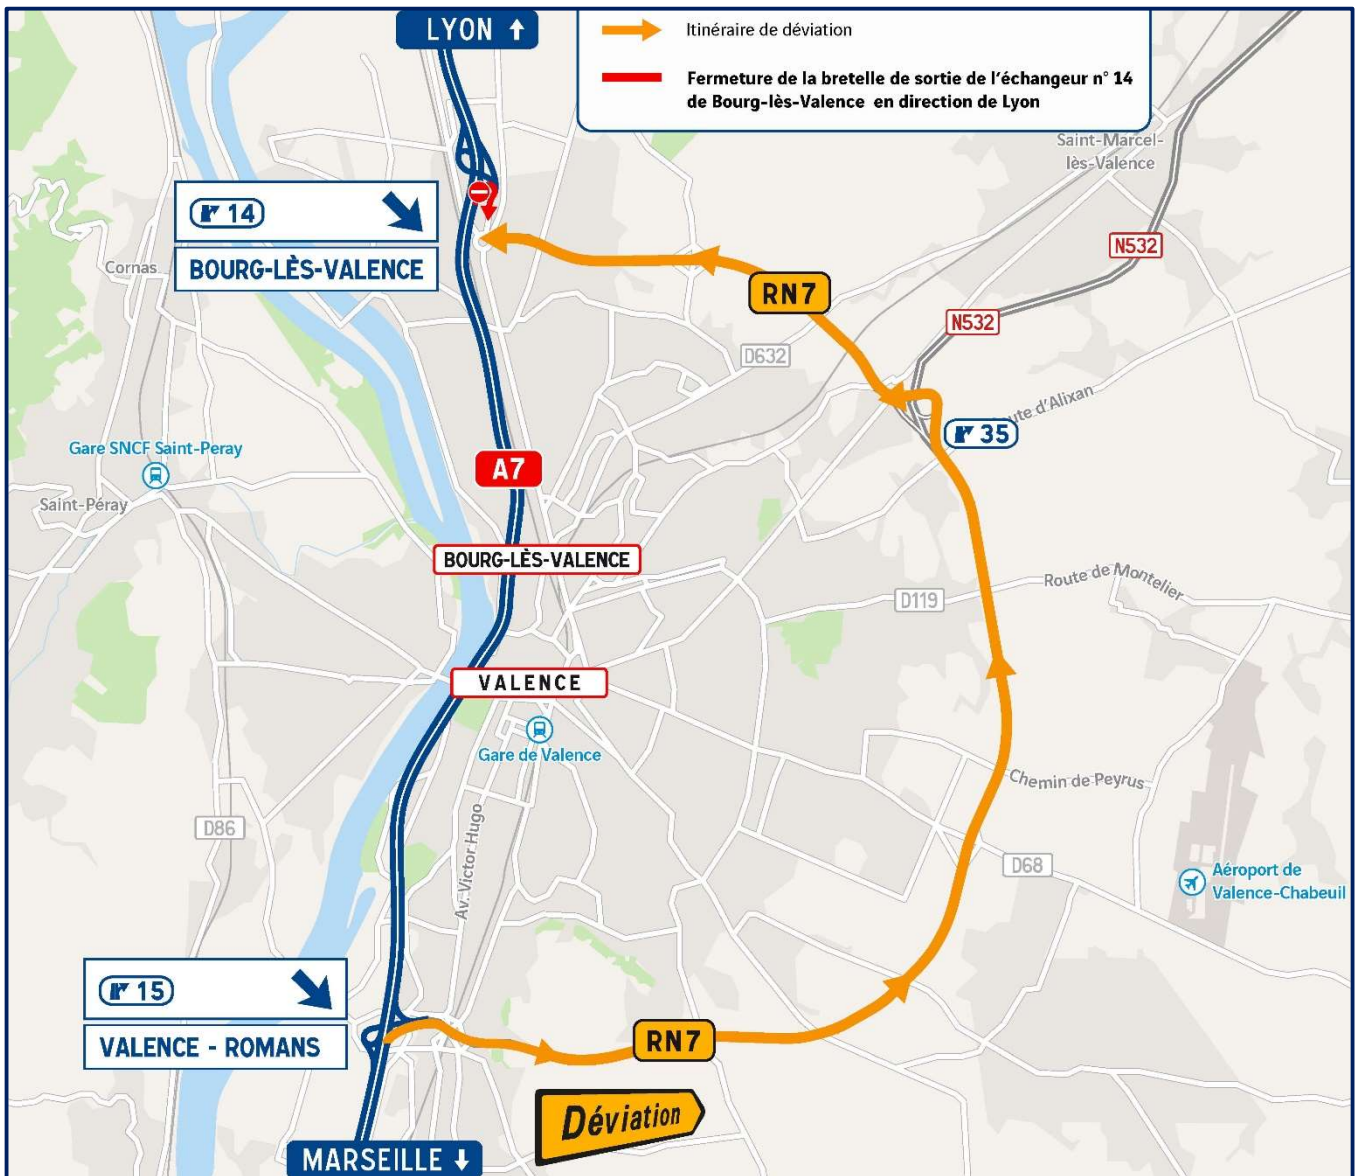 LYON ↑
Itinéraire de déviation
Fermeture de la bretelle de sortie de l'échangeur n° 14
de Bourg-lès-Valence en direction de Lyon
Saint-Marcel-
lès-Valence
14
BOURG-LÈS-VALENCE
N532
Cornas
RN7
N532
D632
Route d'Alixan
35
Gare SNCF Saint-Peray
A7
Saint-Péray
BOURG-LÈS-VALENCE
Route de Montelier
D119
VALENCE
Gare de Valence
Chemin de Peyrus
D86
Av. Victor Hugo
D68
Aéroport de
Valence-Chabeuil
15
VALENCE - ROMANS
RN7
Déviation
MARSEILLE ↓